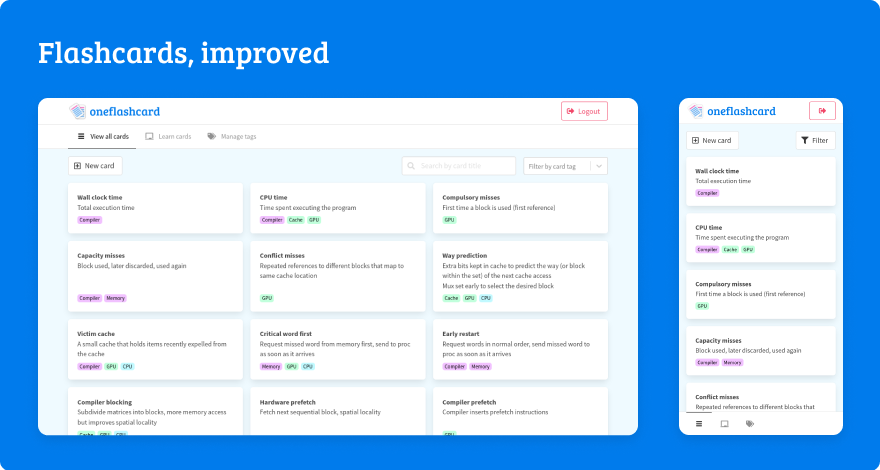 Flashcards, improved
oneflashcard
Logout
View all cards
Learn cards
Manage tags
New card
Search by card title
Filter by card tag
Wall clock time
Total execution time
Compiler
CPU time
Time spent executing the program
Compiler Cache GPU
Compulsory misses
First time a block is used (first reference)
GPU
Capacity misses
Block used, later discarded, used again
Compiler Memory
Conflict misses
Repeated references to different blocks that map to
same cache location
GPU
Way prediction
Extra bits kept in cache to predict the way (or block
within the set) of the next cache access
Mux set early to select the desired block
Cache GPU CPU
Victim cache
A small cache that holds items recently expelled from
the cache
Compiler GPU CPU
Critical word first
Request missed word from memory first, send to proc
as soon as it arrives
Memory GPU CPU
Early restart
Request words in normal order, send missed word to
proc as soon as it arrives
Compiler Memory
Compiler blocking
Subdivide matrices into blocks, more memory access
but improves spatial locality
Cache GPU CPU
Hardware prefetch
Fetch next sequential block, spatial locality
Compiler prefetch
Compiler inserts prefetch instructions
GPU
oneflashcard
New card
Filter
Wall clock time
Total execution time
Compiler
CPU time
Time spent executing the program
Compiler Cache GPU
Compulsory misses
First time a block is used (first reference)
GPU
Capacity misses
Block used, later discarded, used again
Compiler Memory
Conflict misses
Repeated references to different blocks that